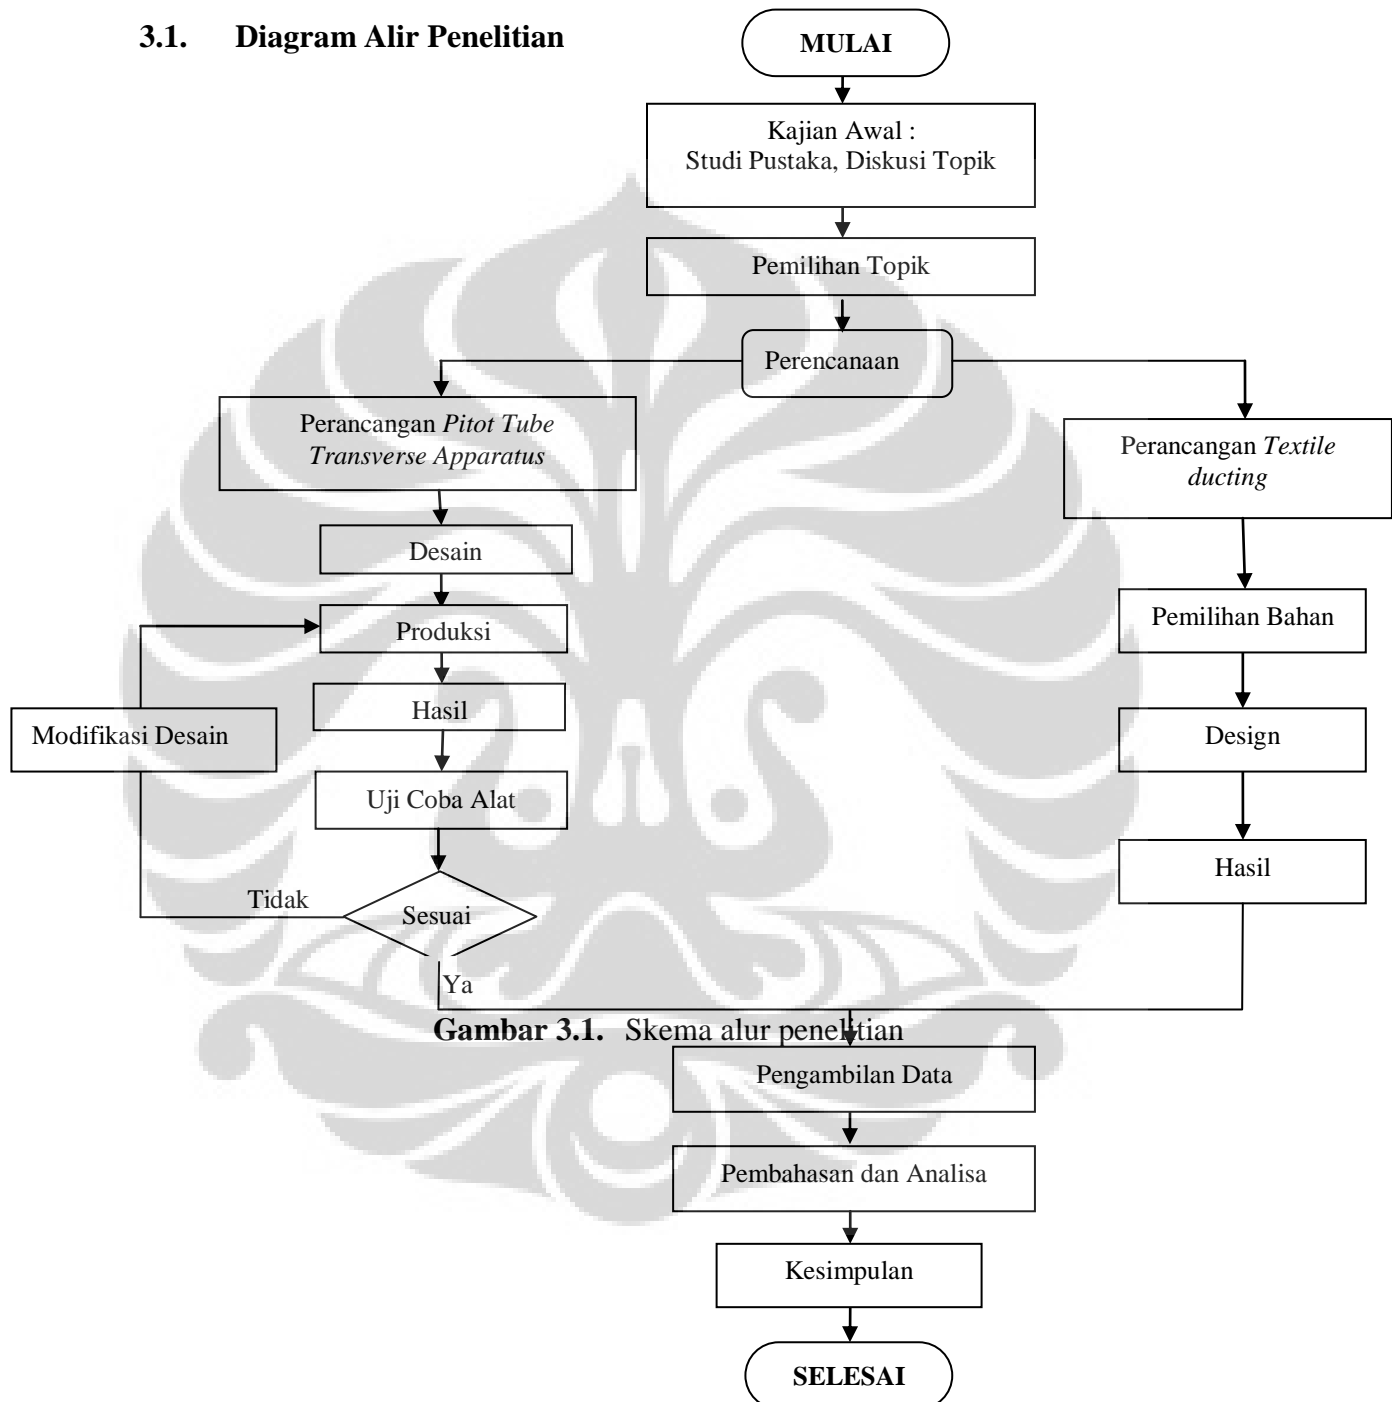 3.1. Diagram Alir Penelitian
MULAI
Kajian Awal :
Studi Pustaka, Diskusi Topik
Pemilihan Topik
Perencanaan
Perancangan Pitot Tube
Transverse Apparatus
Desain
Produksi
Hasil
Modifikasi Desain
Uji Coba Alat
Tidak
Sesuai
Ya
Perancangan Textile
ducting
Pemilihan Bahan
Design
Hasil
Gambar 3.1. Skema alur penelitian
Pengambilan Data
Pembahasan dan Analisa
Kesimpulan
SELESAI